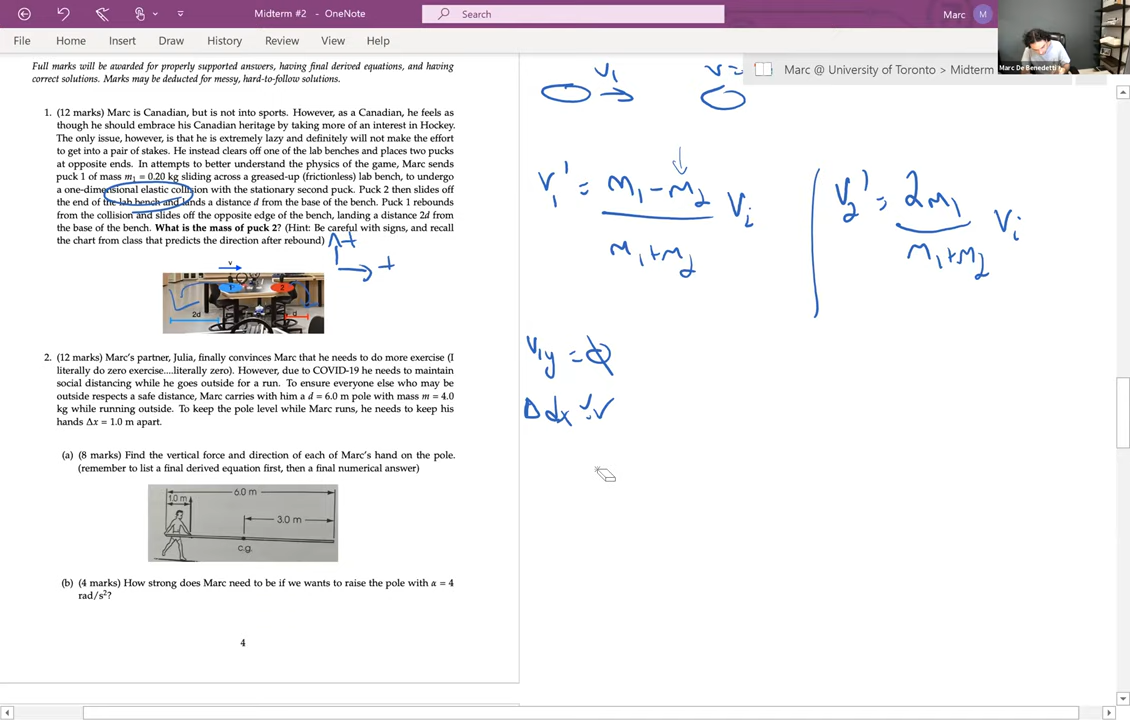 Midterm #2 - OneNote
Search
Marc
M
File Home Insert Draw History Review View Help
Marc De Benedetti
Marc @ University of Toronto > Midterm
Full marks will be awarded for properly supported answers, having final derived equations, and having
correct solutions. Marks may be deducted for messy, hard-to-follow solutions.
1. (12 marks) Marc is Canadian, but is not into sports. However, as a Canadian, he feels as
though he should embrace his Canadian heritage by taking more of an interest in Hockey.
The only issue, however, is that he is extremely lazy and definitely will not make the effort
to get into a pair of stakes. He instead clears off one of the lab benches and places two pucks
at opposite ends. In attempts to better understand the physics of the game, Marc sends
puck 1 of mass m₁ = 0.20 kg sliding across a greased-up (frictionless) lab bench, to undergo
a one-dimensional elastic collision with the stationary second puck. Puck 2 then slides off
the end of the lab bench and lands a distance d from the base of the bench. Puck 1 rebounds
from the collision and slides off the opposite edge of the bench, landing a distance 2d from
the base of the bench. What is the mass of puck 2? (Hint: Be careful with signs, and recall
the chart from class that predicts the direction after rebound)
+
+
v
1
2
2d
d
2. (12 marks) Marc's partner, Julia, finally convinces Marc that he needs to do more exercise (I
literally do zero exercise....literally zero). However, due to COVID-19 he needs to maintain
social distancing while he goes outside for a run. To ensure everyone else who may be
outside respects a safe distance, Marc carries with him a d = 6.0 m pole with mass m = 4.0
kg while running outside. To keep the pole level while Marc runs, he needs to keep his
hands Δx = 1.0 m apart.
(a) (8 marks) Find the vertical force and direction of each of Marc's hand on the pole.
(remember to list a final derived equation first, then a final numerical answer)
6.0 m
1.0 m
3.0 m
c.g.
(b) (4 marks) How strong does Marc need to be if we wants to raise the pole with α = 4
rad/s²?
4
v₁
v=
v₁' = m₁ - m₂ / m₁+m₂ vᵢ
v₂' = 2m₁ / m₁+m₂ vᵢ
v₁y = ϕ
Δdx = v